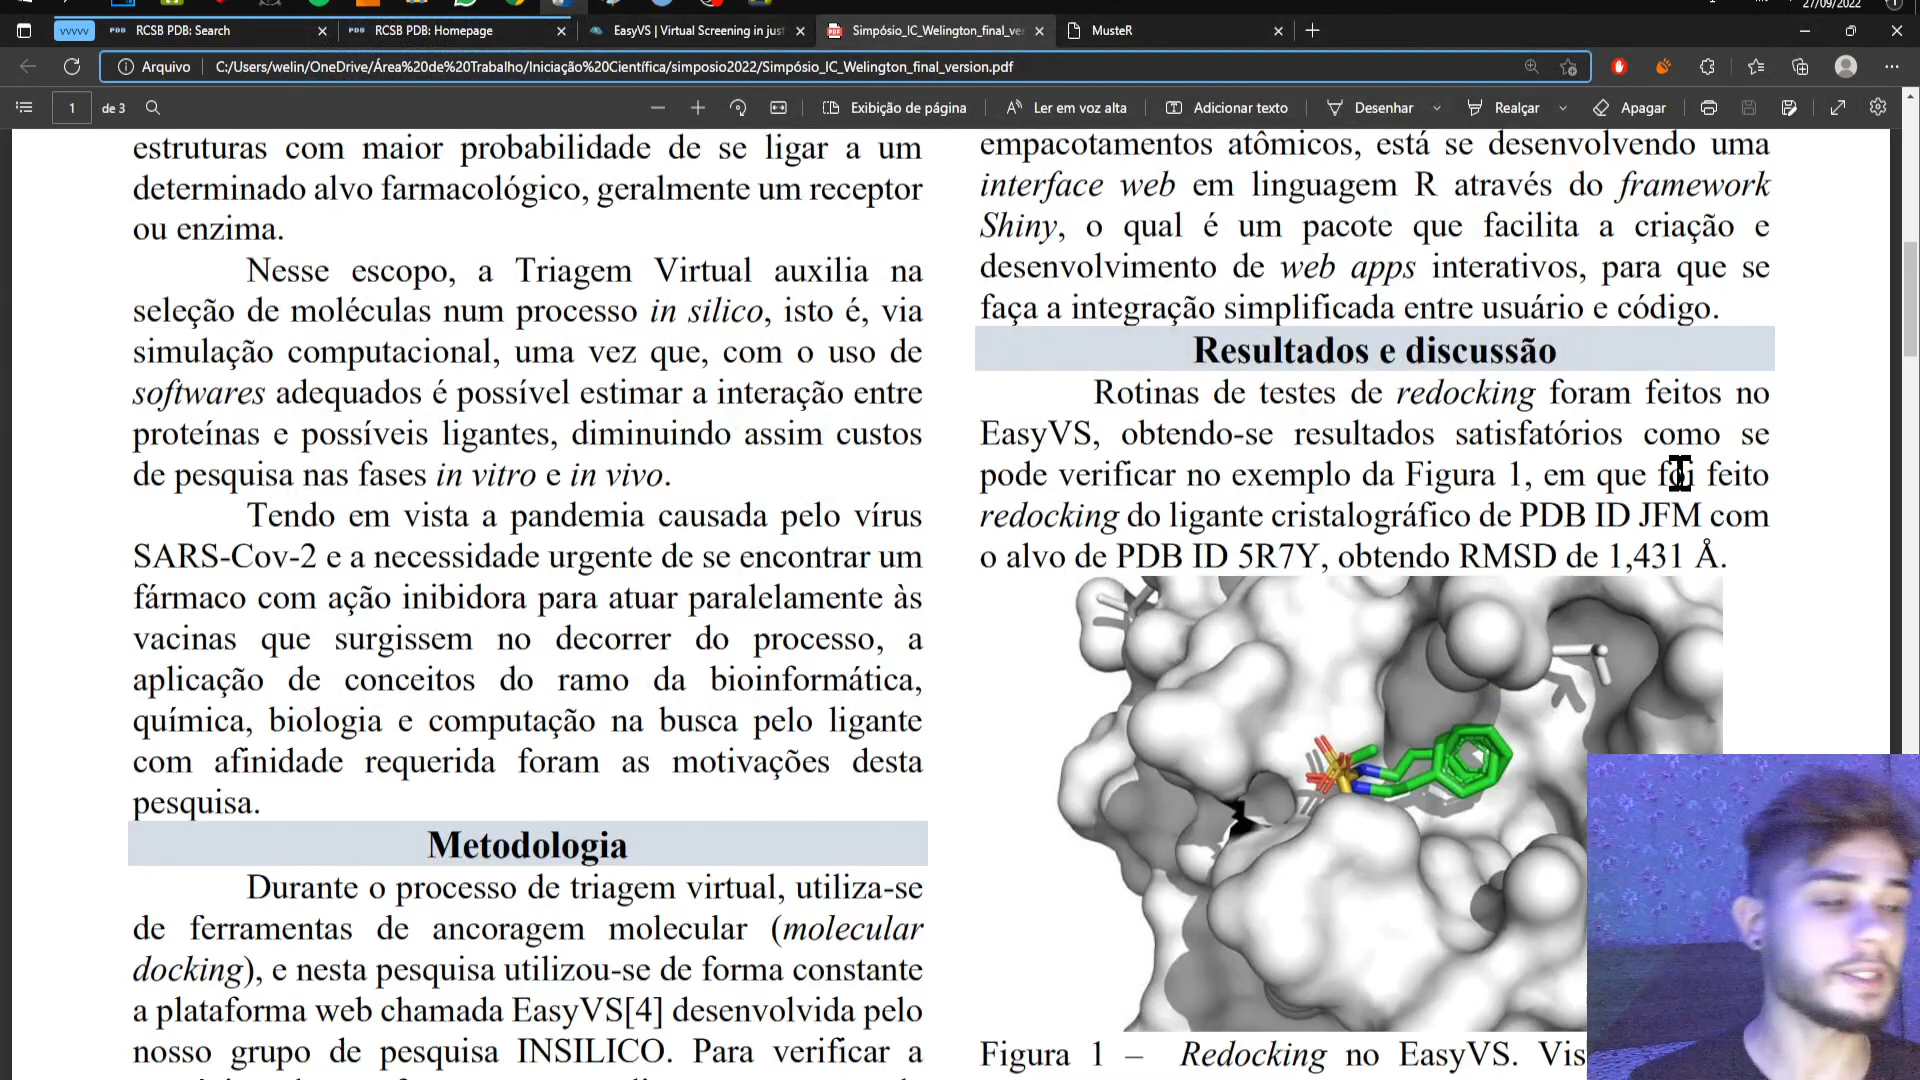 27/09/2022
vvvvv
PDB RCSB PDB: Search
PDB RCSB PDB: Homepage
EasyVS | Virtual Screening in just
Simpósio_IC_Welington_final_ver
MusteR
Arquivo C:/Users/welin/OneDrive/Área%20de%20Trabalho/Iniciação%20Científica/simposio2022/Simpósio_IC_Welington_final_version.pdf
1 de 3
Exibição de página
Ler em voz alta
Adicionar texto
Desenhar
Realçar
Apagar
estruturas com maior probabilidade de se ligar a um
determinado alvo farmacológico, geralmente um receptor
ou enzima.
Nesse escopo, a Triagem Virtual auxilia na
seleção de moléculas num processo in silico, isto é, via
simulação computacional, uma vez que, com o uso de
softwares adequados é possível estimar a interação entre
proteínas e possíveis ligantes, diminuindo assim custos
de pesquisa nas fases in vitro e in vivo.
Tendo em vista a pandemia causada pelo vírus
SARS-Cov-2 e a necessidade urgente de se encontrar um
fármaco com ação inibidora para atuar paralelamente às
vacinas que surgissem no decorrer do processo, a
aplicação de conceitos do ramo da bioinformática,
química, biologia e computação na busca pelo ligante
com afinidade requerida foram as motivações desta
pesquisa.
Metodologia
Durante o processo de triagem virtual, utiliza-se
de ferramentas de ancoragem molecular (molecular
docking), e nesta pesquisa utilizou-se de forma constante
a plataforma web chamada EasyVS[4] desenvolvida pelo
nosso grupo de pesquisa INSILICO. Para verificar a
empacotamentos atômicos, está se desenvolvendo uma
interface web em linguagem R através do framework
Shiny, o qual é um pacote que facilita a criação e
desenvolvimento de web apps interativos, para que se
faça a integração simplificada entre usuário e código.
Resultados e discussão
Rotinas de testes de redocking foram feitos no
EasyVS, obtendo-se resultados satisfatórios como se
pode verificar no exemplo da Figura 1, em que foi feito
redocking do ligante cristalográfico de PDB ID JFM com
o alvo de PDB ID 5R7Y, obtendo RMSD de 1,431 Å.
Figura 1 – Redocking no EasyVS. Vis